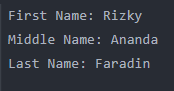 First Name: Rizky
Middle Name: Ananda
Last Name: Faradin